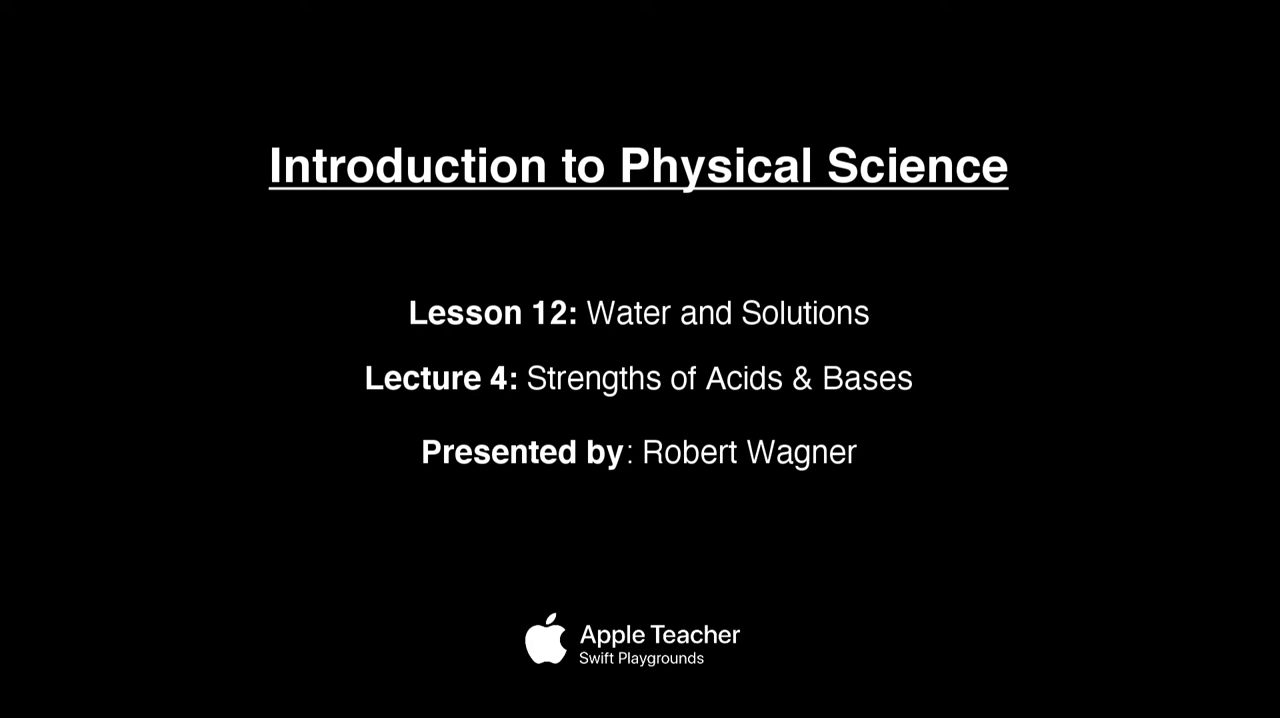 Introduction to Physical Science
Lesson 12: Water and Solutions
Lecture 4: Strengths of Acids & Bases
Presented by: Robert Wagner
Apple Teacher
Swift Playgrounds